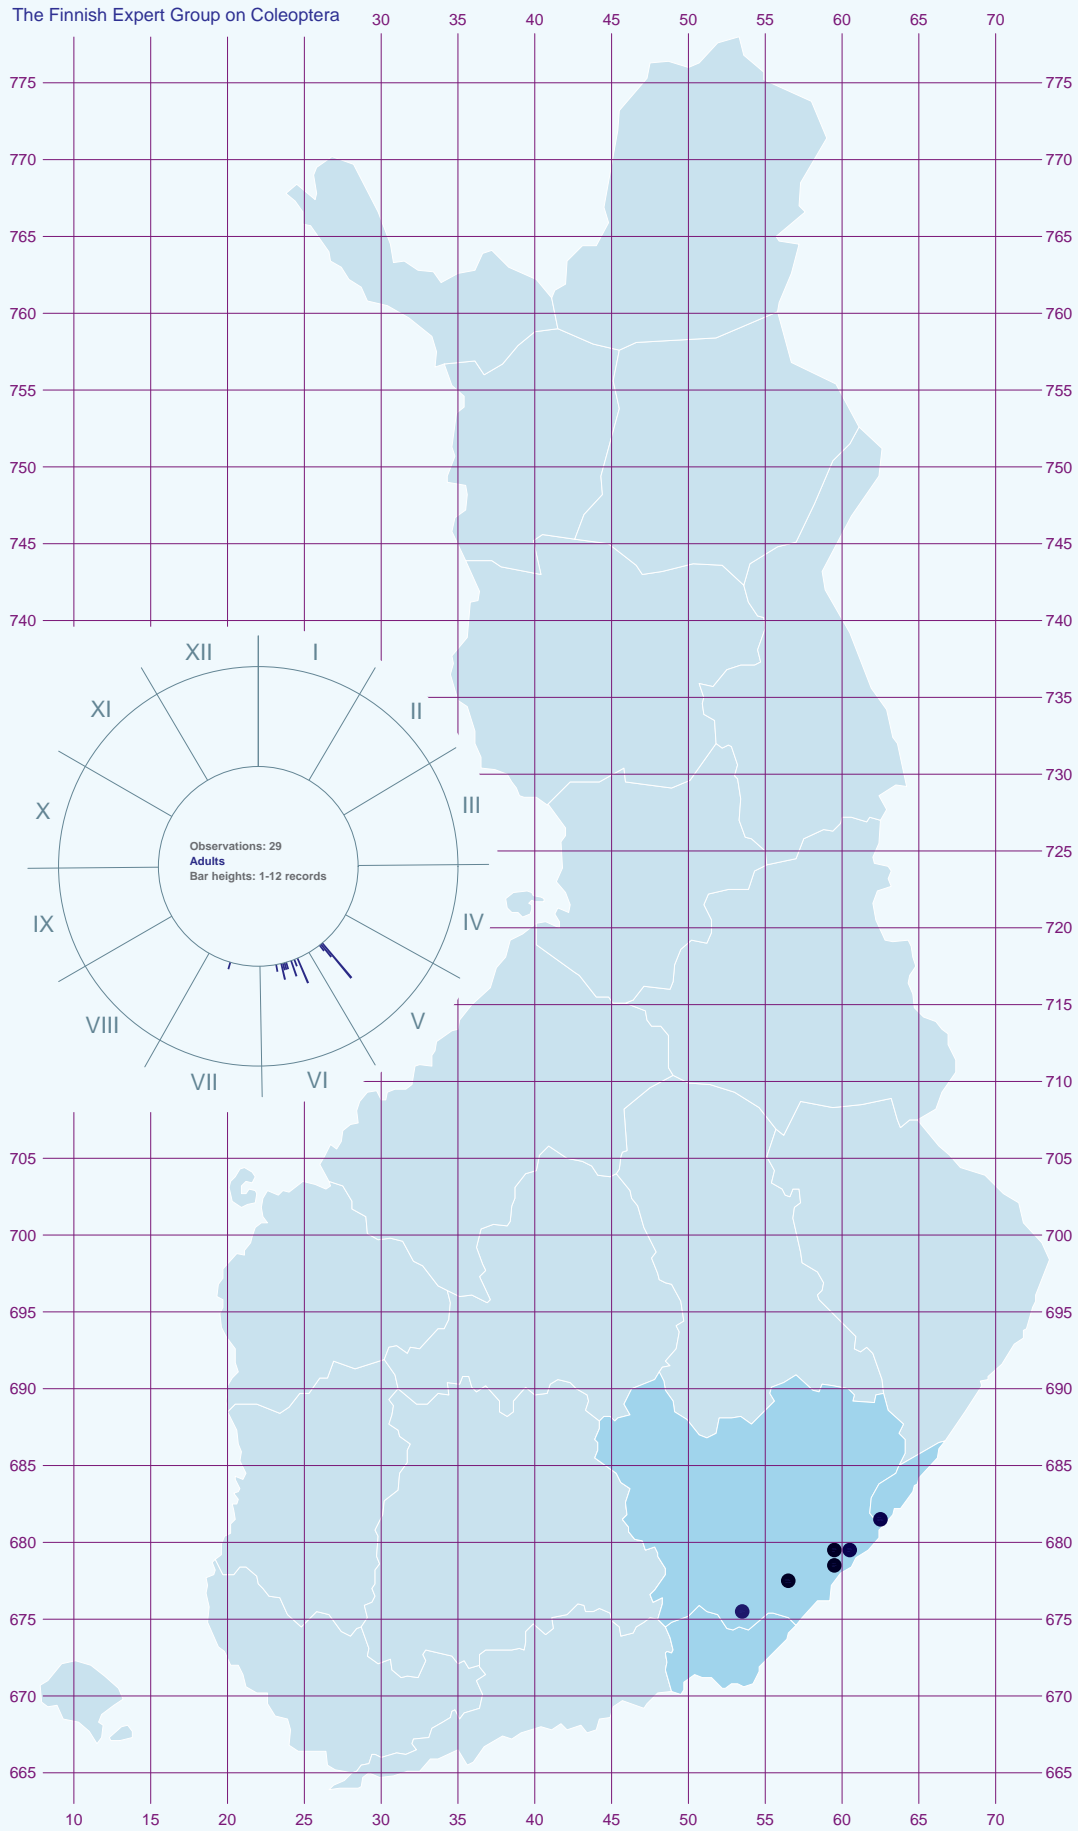 The Finnish Expert Group on Coleoptera
30 35 40 45 50 55 60 65 70
775 775
770 770
765 765
760 760
755 755
750 750
745 745
740 740
XII I
XI II
735
730
X III
Observations: 29
Adults
Bar heights: 1-12 records
725
IX IV
720
VIII V
715
VII VI
710
705 705
700 700
695 695
690 690
685 685
680 680
675 675
670 670
665 665
10 15 20 25 30 35 40 45 50 55 60 65 70